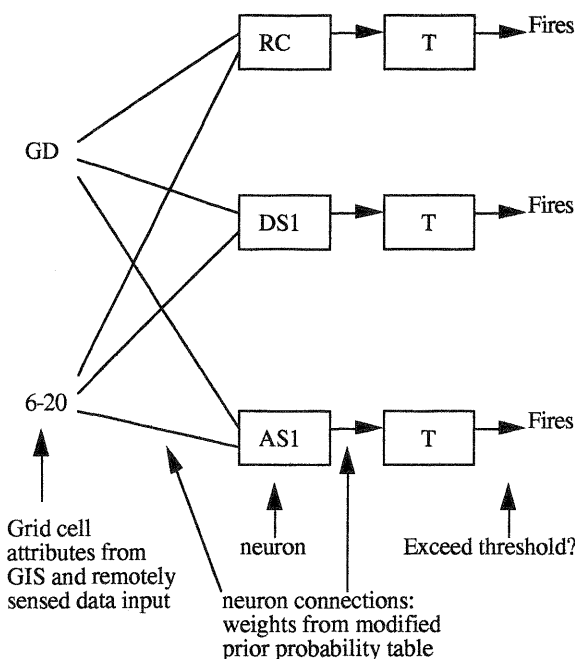 RC
T
Fires
GD
DS1
T
Fires
6-20
AS1
T
Fires
Grid cell
attributes from
GIS and remotely
sensed data input
neuron
Exceed threshold?
neuron connections:
weights from modified
prior probability table